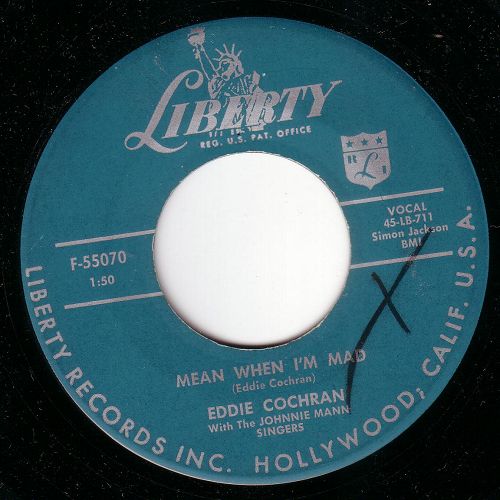 LIBERTY
REG. U.S. PAT. OFFICE
R L I
VOCAL
45-LB-711
Simon Jackson
BMI
F-55070
1:50
MEAN WHEN I'M MAD
(Eddie Cochran)
EDDIE COCHRAN
With The JOHNNIE MANN
SINGERS
LIBERTY RECORDS INC. HOLLYWOOD, CALIF. U.S.A.